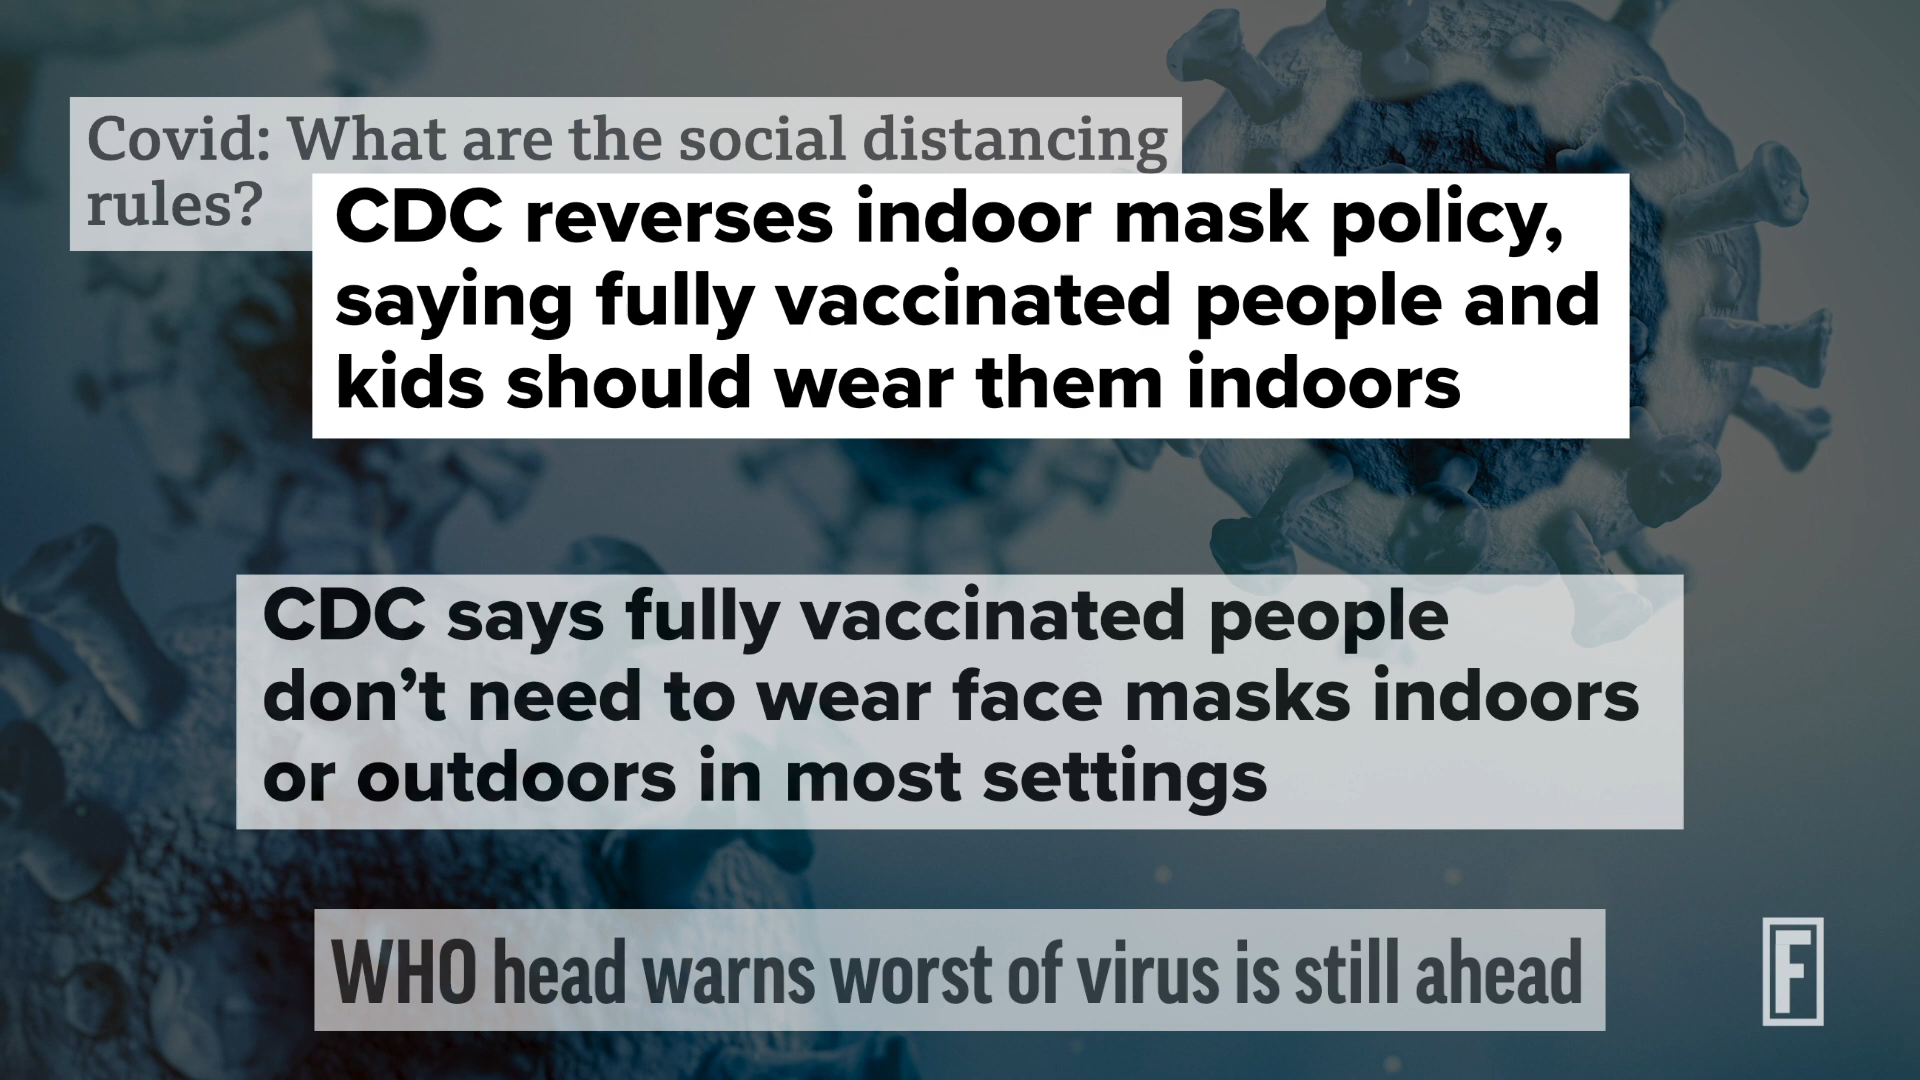 Covid: What are the social distancing
rules?
CDC reverses indoor mask policy,
saying fully vaccinated people and
kids should wear them indoors
CDC says fully vaccinated people
don’t need to wear face masks indoors
or outdoors in most settings
WHO head warns worst of virus is still ahead
F